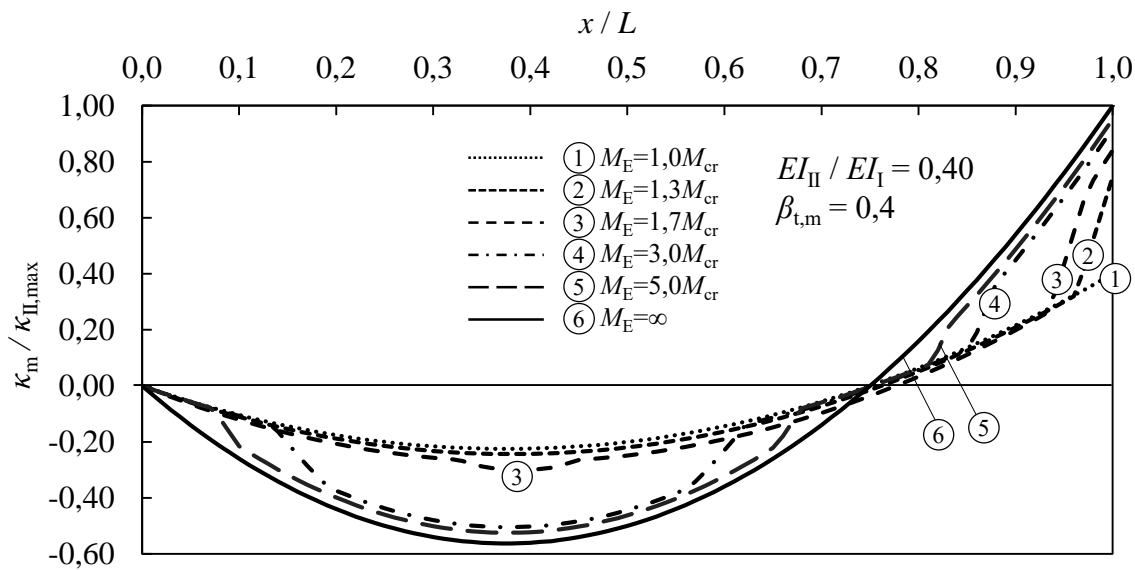 x / L
0,0 0,1 0,2 0,3 0,4 0,5 0,6 0,7 0,8 0,9 1,0
1,00
0,80
0,60
0,40
0,20
0,00
-0,20
-0,40
-0,60
κm / κII,max
① ME=1,0Mcr
② ME=1,3Mcr
③ ME=1,7Mcr
④ ME=3,0Mcr
⑤ ME=5,0Mcr
⑥ ME=∞
EIII / EII = 0,40
βt,m = 0,4
②
③
①
④
⑥
⑤
③